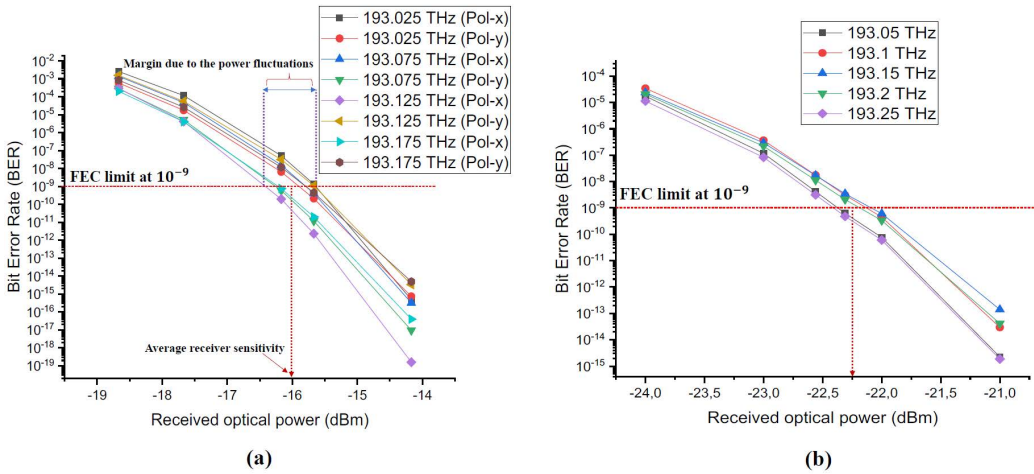 193.025 THz (Pol-x)
193.025 THz (Pol-y)
193.075 THz (Pol-x)
193.075 THz (Pol-y)
193.125 THz (Pol-x)
193.125 THz (Pol-y)
193.175 THz (Pol-x)
193.175 THz (Pol-y)
Margin due to the power fluctuations
Bit Error Rate (BER)
10⁻²
10⁻³
10⁻⁴
10⁻⁵
10⁻⁶
10⁻⁷
10⁻⁸
10⁻⁹
10⁻¹⁰
10⁻¹¹
10⁻¹²
10⁻¹³
10⁻¹⁴
10⁻¹⁵
10⁻¹⁶
10⁻¹⁷
10⁻¹⁸
10⁻¹⁹
FEC limit at 10⁻⁹
Average receiver sensitivity
-19 -18 -17 -16 -15 -14
Received optical power (dBm)
(a)
193.05 THz
193.1 THz
193.15 THz
193.2 THz
193.25 THz
Bit Error Rate (BER)
10⁻⁴
10⁻⁵
10⁻⁶
10⁻⁷
10⁻⁸
10⁻⁹
10⁻¹⁰
10⁻¹¹
10⁻¹²
10⁻¹³
10⁻¹⁴
10⁻¹⁵
FEC limit at 10⁻⁹
-24,0 -23,5 -23,0 -22,5 -22,0 -21,5 -21,0
Received optical power (dBm)
(b)